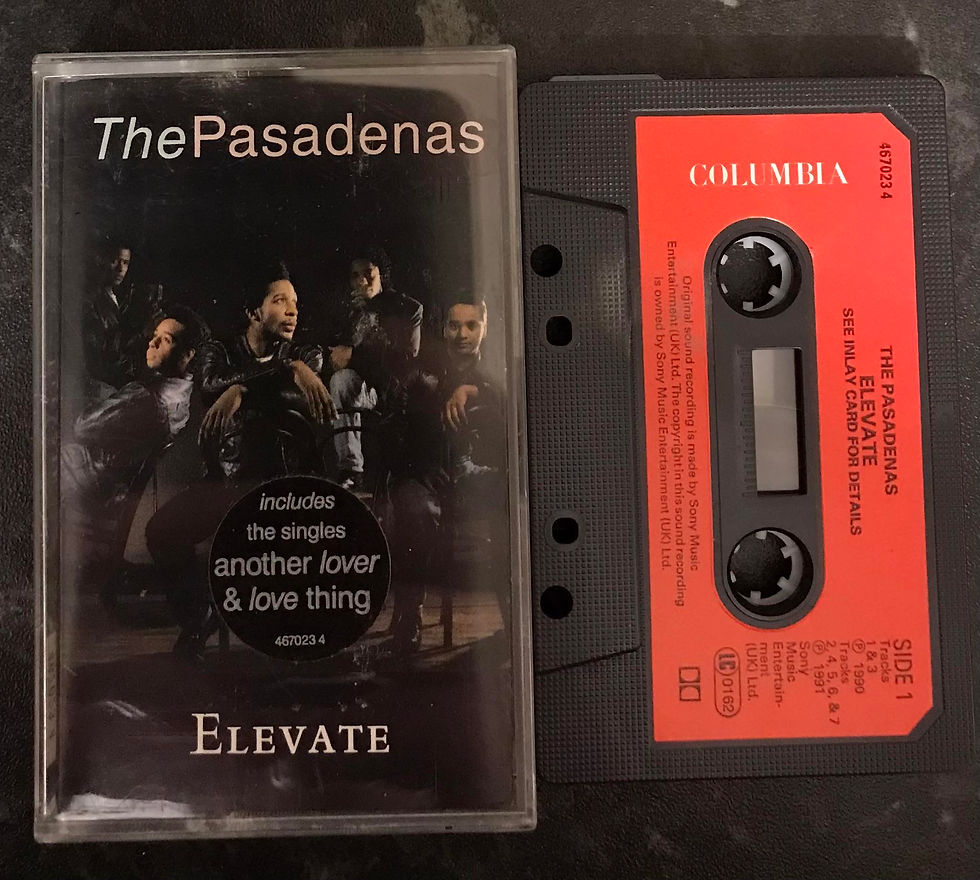 The Pasadenas
includes
the singles
another lover
& love thing
467023 4
ELEVATE
COLUMBIA
467023 4
THE PASADENAS
ELEVATE
SEE INLAY CARD FOR DETAILS
Original sound recording is made by Sony Music
Entertainment (UK) Ltd. The copyright in this sound recording
is owned by Sony Music Entertainment (UK) Ltd.
SIDE 1
Tracks
1 & 3
℗ 1990
Tracks
2, 4, 5, 6, & 7
℗ 1991
Sony
Music
Entertain-
ment
(UK) Ltd.
LC 0162